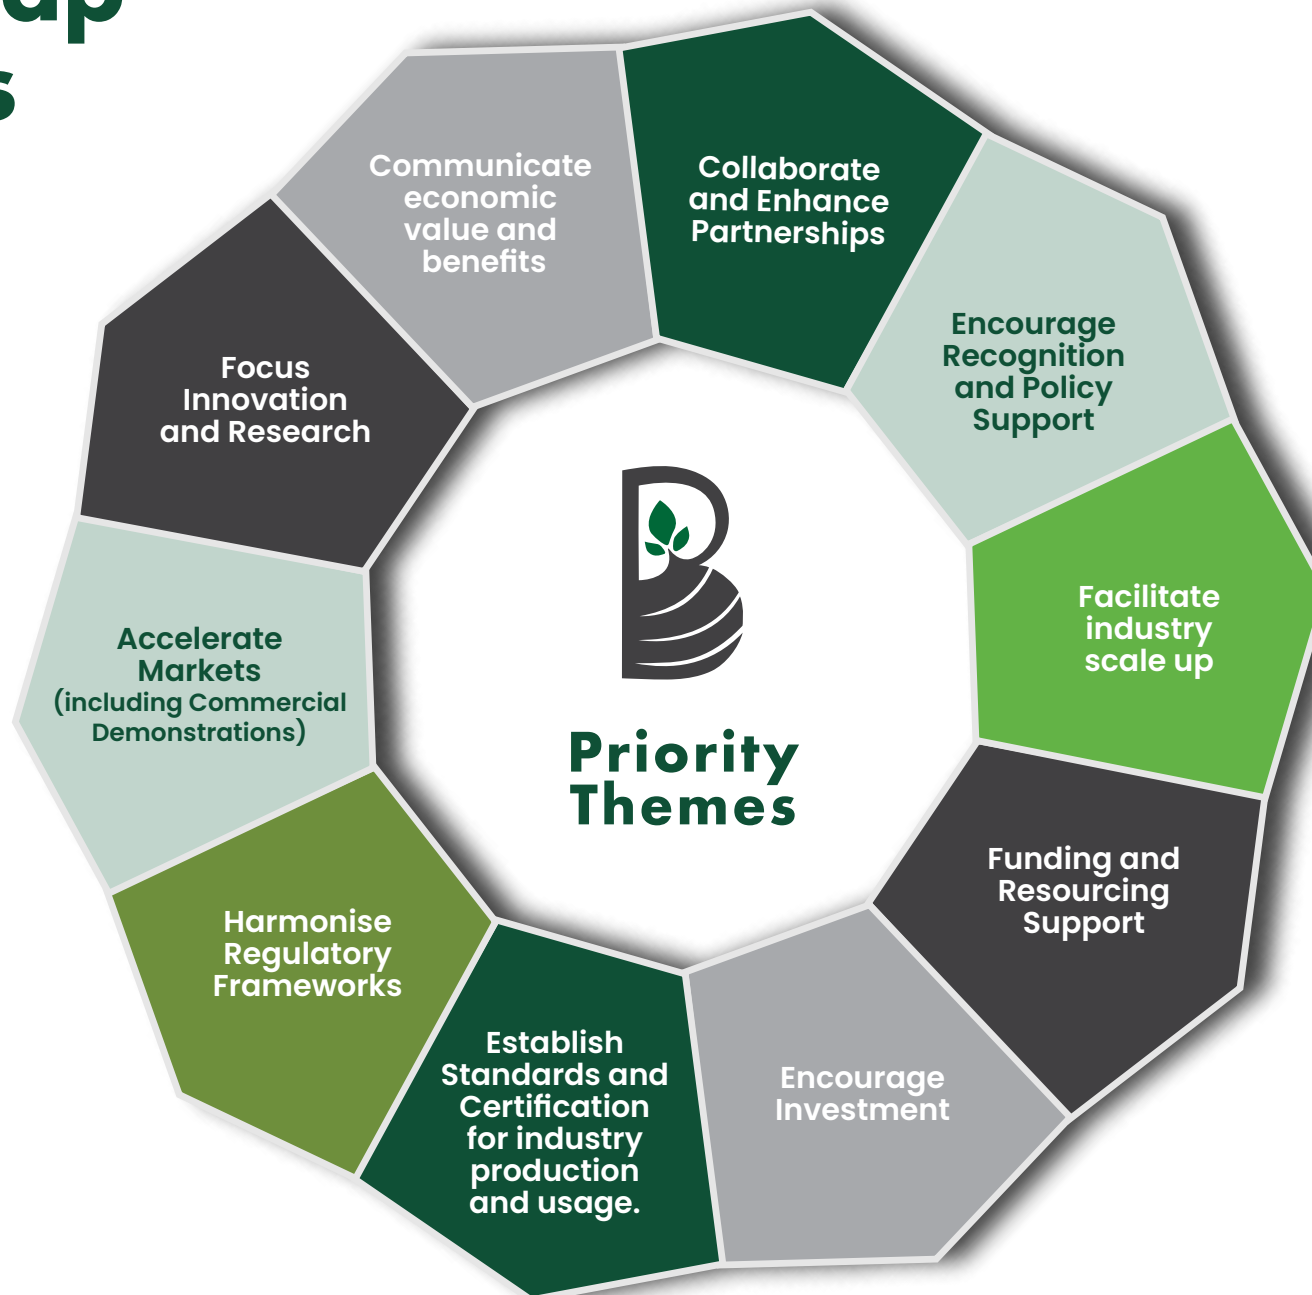 Communicate
economic
value and
benefits
Collaborate
and Enhance
Partnerships
Encourage
Recognition
and Policy
Support
Facilitate
industry
scale up
Funding and
Resourcing
Support
Encourage
Investment
Establish
Standards and
Certification
for industry
production
and usage.
Harmonise
Regulatory
Frameworks
Accelerate
Markets
(including Commercial
Demonstrations)
Focus
Innovation
and Research
Priority
Themes